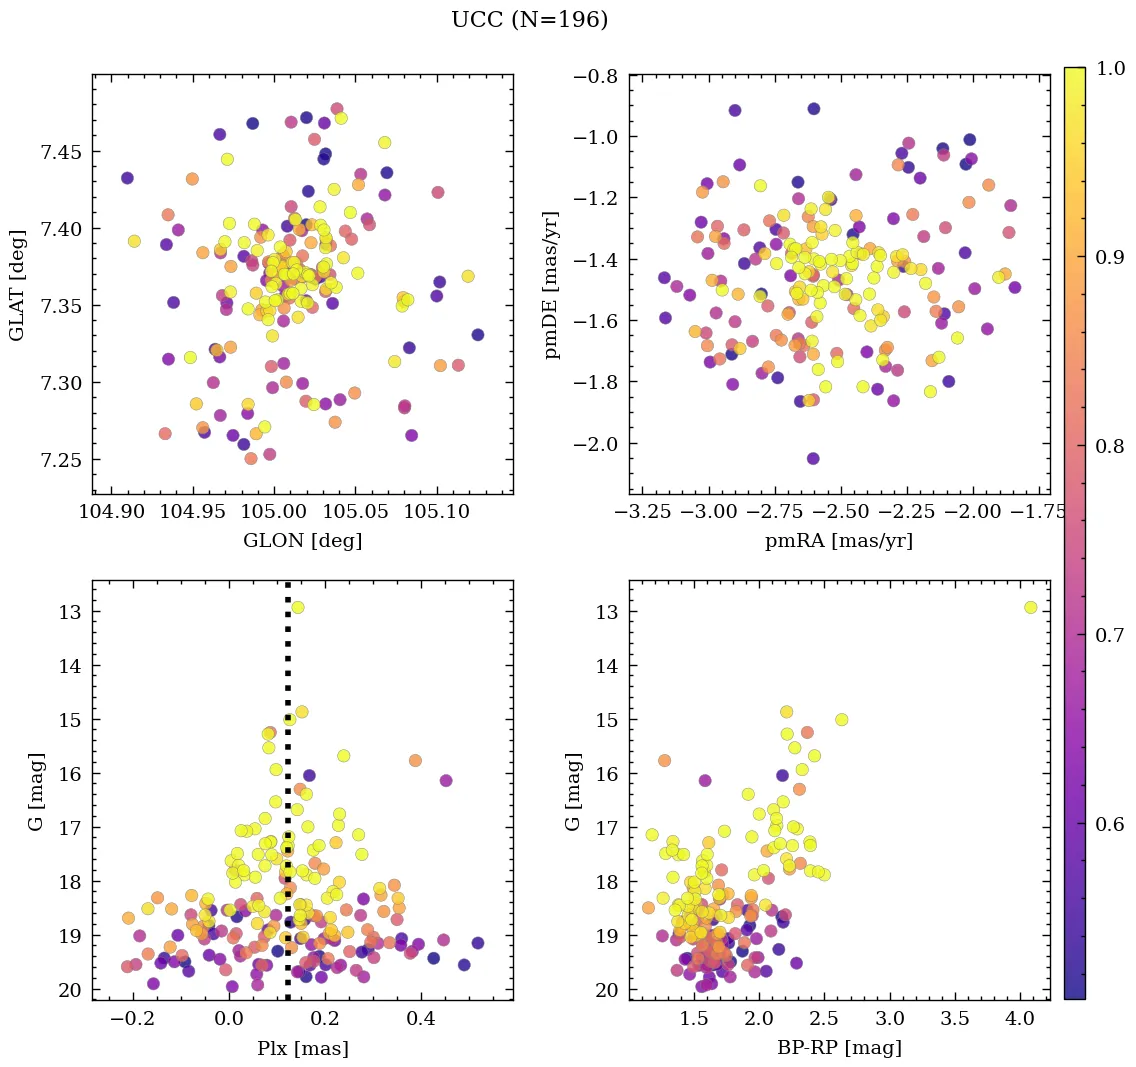 UCC (N=196)
7.45
7.40
7.35
7.30
7.25
GLAT [deg]
104.90 104.95 105.00 105.05 105.10
GLON [deg]
−0.8
−1.0
−1.2
−1.4
−1.6
−1.8
−2.0
pmDE [mas/yr]
−3.25 −3.00 −2.75 −2.50 −2.25 −2.00 −1.75
pmRA [mas/yr]
13
14
15
16
17
18
19
20
G [mag]
−0.2 0.0 0.2 0.4
Plx [mas]
13
14
15
16
17
18
19
20
G [mag]
1.5 2.0 2.5 3.0 3.5 4.0
BP-RP [mag]
1.0
0.9
0.8
0.7
0.6